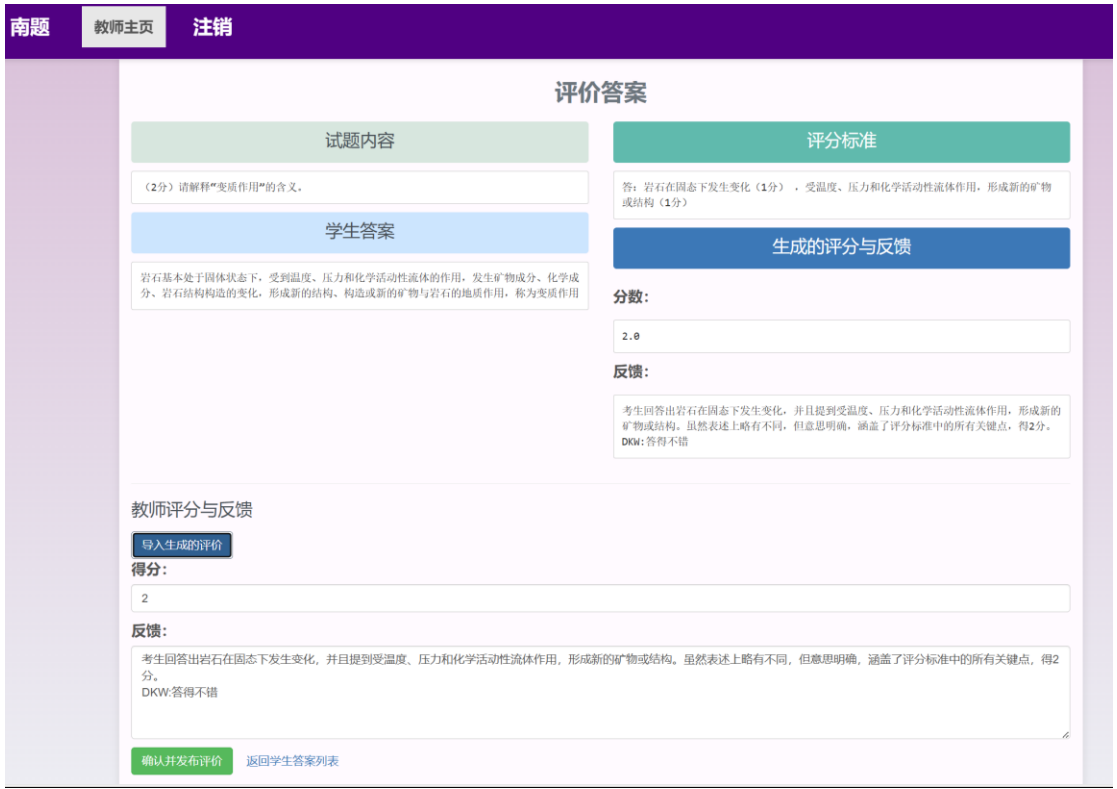 南题 教师主页 注销
评价答案
试题内容
（2分）请解释“变质作用”的含义。
学生答案
岩石基本处于固体状态下，受到温度、压力和化学活动性流体的作用，发生矿物成分、化学成
分、岩石结构构造的变化，形成新的结构、构造或新的矿物与岩石的地质作用，称为变质作用
评分标准
答：岩石在固态下发生变化（1分），受温度、压力和化学活动性流体作用，形成新的矿物
或结构（1分）
生成的评分与反馈
分数：
2.0
反馈：
考生回答出岩石在固态下发生变化，并且提到受温度、压力和化学活动性流体作用，形成新的
矿物或结构。虽然表述上略有不同，但意思明确，涵盖了评分标准中的所有关键点，得2分。
DKW:答得不错
教师评分与反馈
导入生成的评价
得分：
2
反馈：
考生回答出岩石在固态下发生变化，并且提到受温度、压力和化学活动性流体作用，形成新的矿物或结构。虽然表述上略有不同，但意思明确，涵盖了评分标准中的所有关键点，得2
分。
DKW:答得不错
确认并发布评价 返回学生答案列表